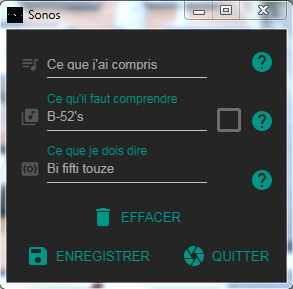 Sonos
Ce que j'ai compris
Ce qu'il faut comprendre
B-52's
Ce que je dois dire
Bi fifti touze
EFFACER
ENREGISTRER QUITTER